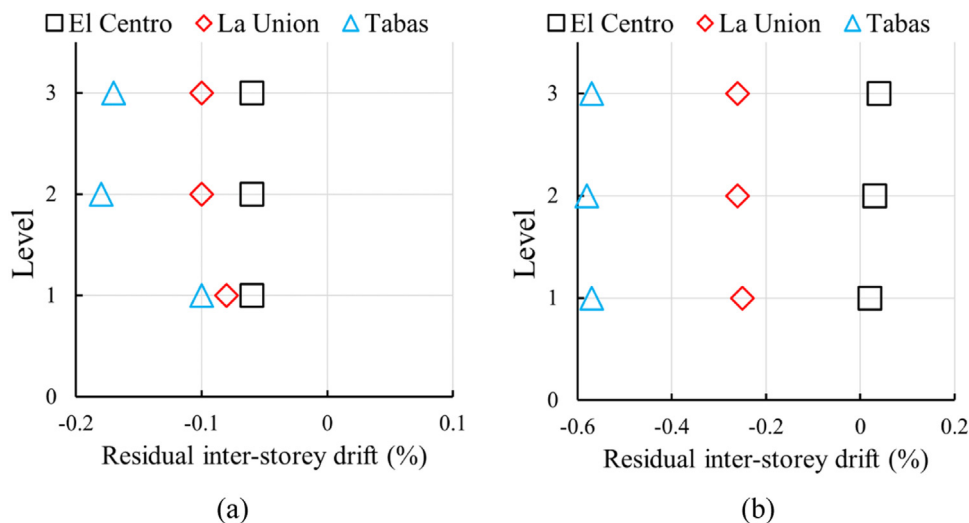 El Centro La Union Tabas
3
2
1
0
Level
-0.2 -0.1 0 0.1
Residual inter-storey drift (%)
(a)
El Centro La Union Tabas
3
2
1
0
Level
-0.6 -0.4 -0.2 0 0.2
Residual inter-storey drift (%)
(b)